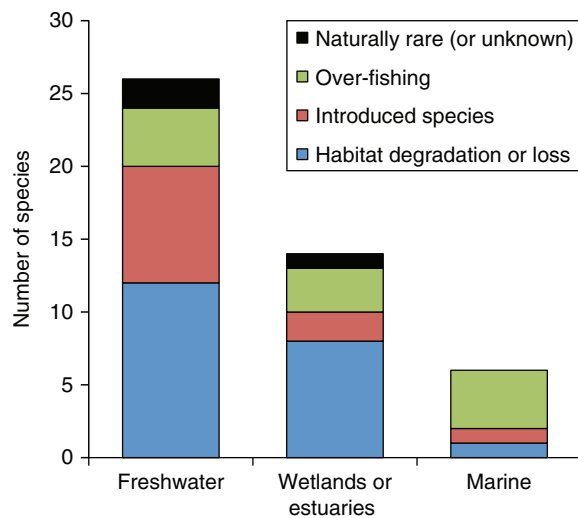 30
25
20
15
10
5
0
Number of species
Naturally rare (or unknown)
Over-fishing
Introduced species
Habitat degradation or loss
Freshwater
Wetlands or
estuaries
Marine